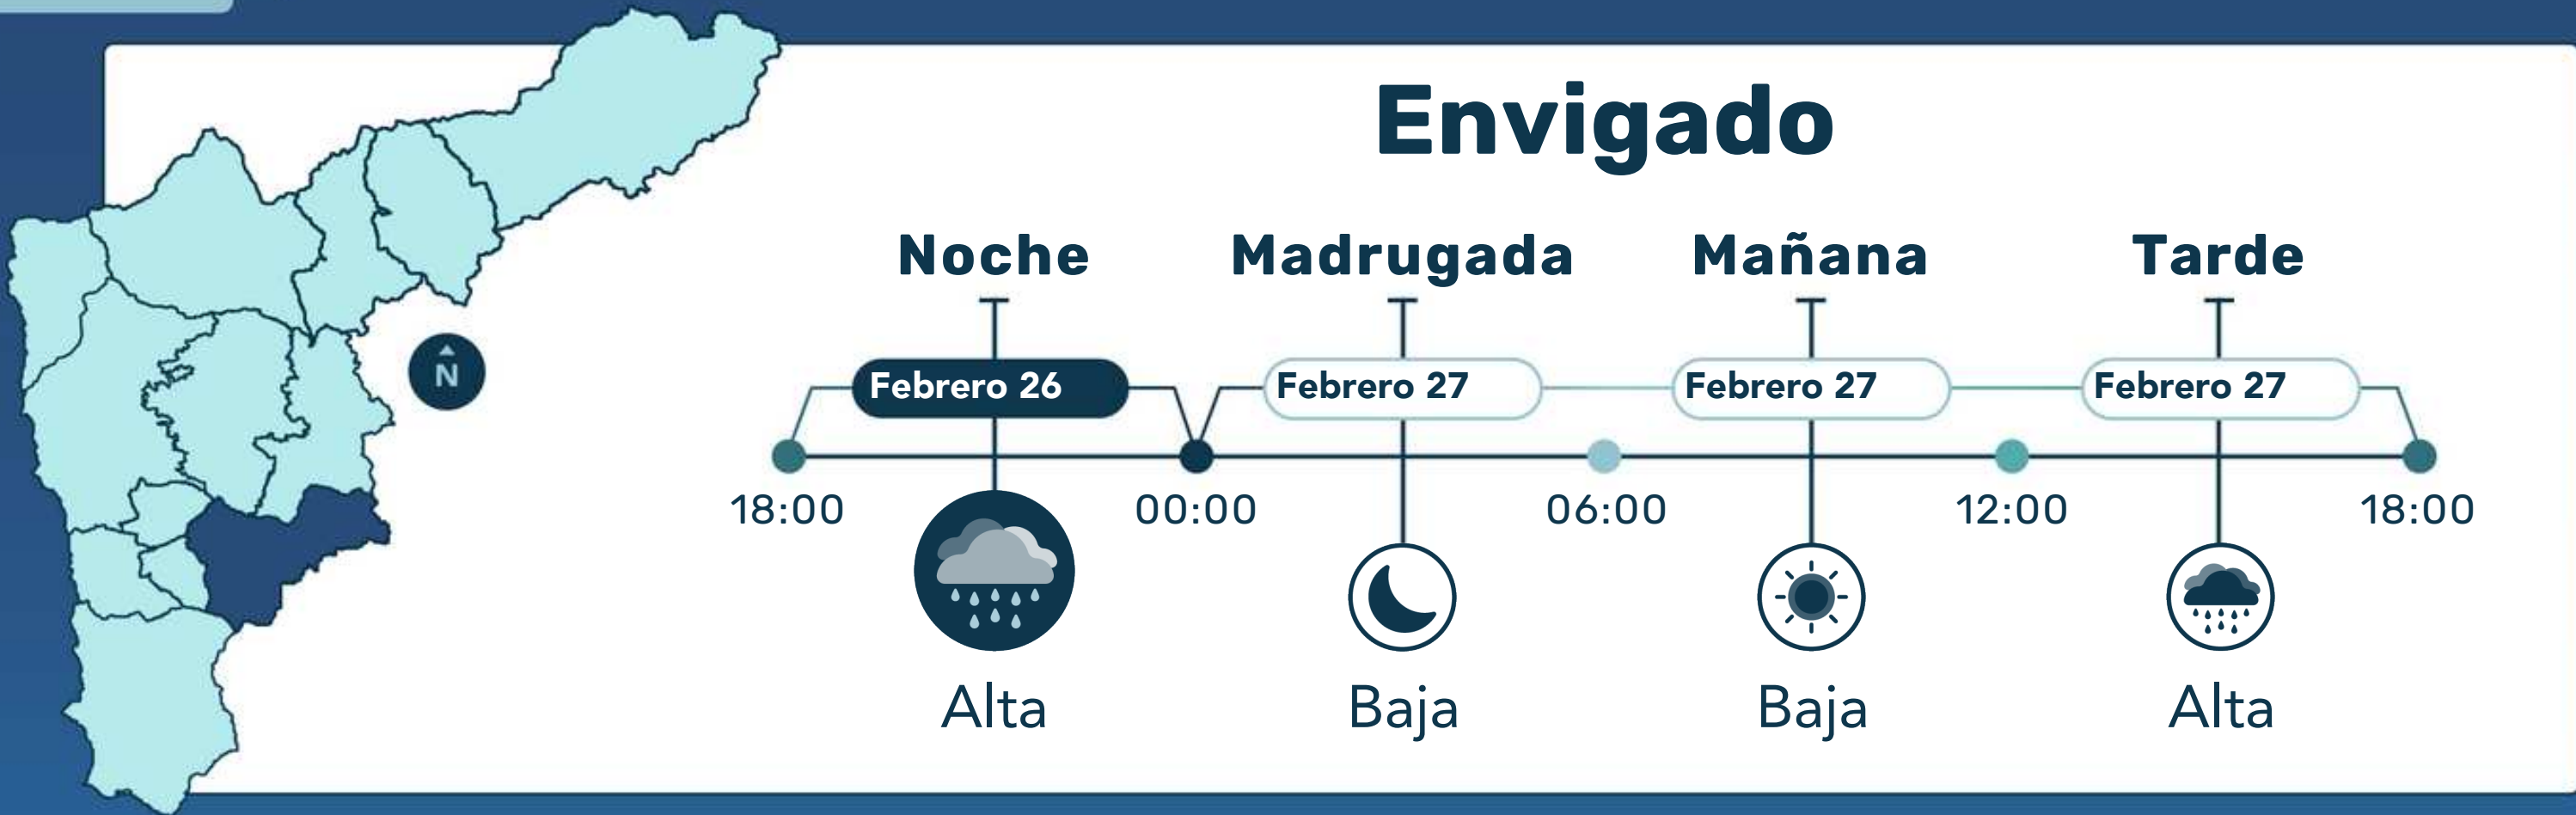 Envigado
Noche
Madrugada
Mañana
Tarde
N
Febrero 26
Febrero 27
Febrero 27
Febrero 27
18:00
00:00
06:00
12:00
18:00
Alta
Baja
Baja
Alta